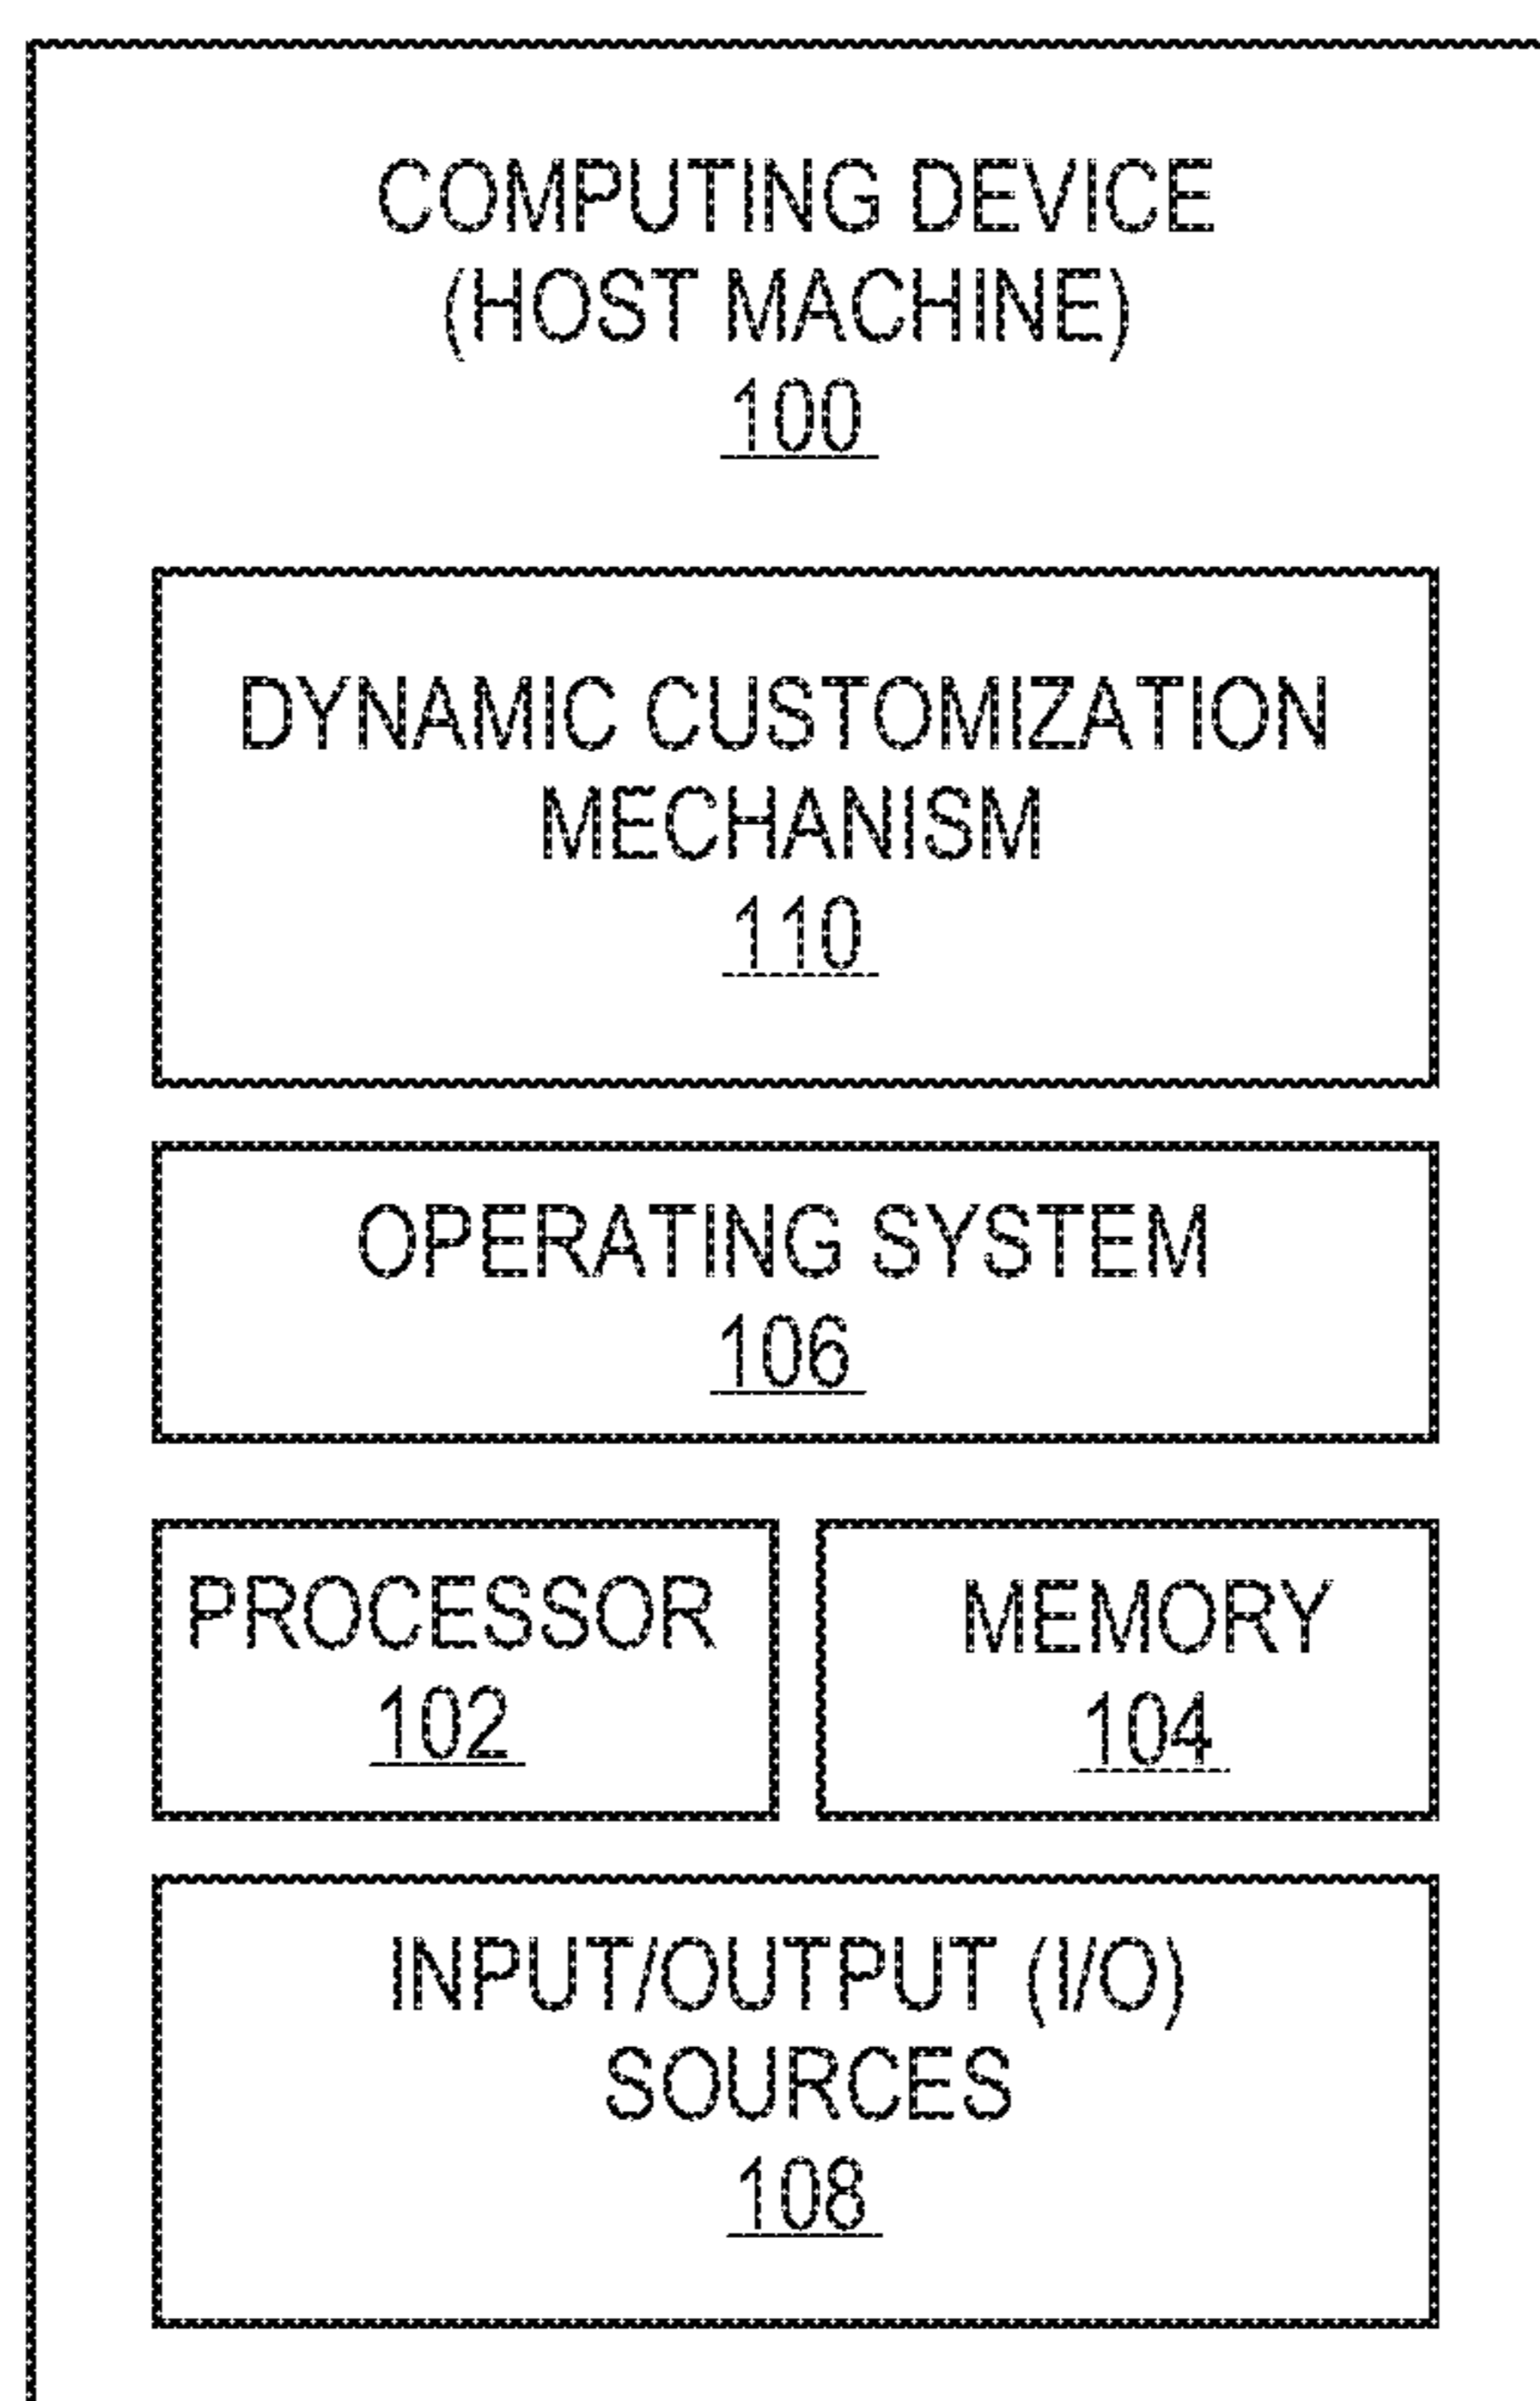 COMPUTING DEVICE
(HOST MACHINE)
100
DYNAMIC CUSTOMIZATION
MECHANISM
110
OPERATING SYSTEM
106
PROCESSOR
102
MEMORY
104
INPUT/OUTPUT (I/O)
SOURCES
108